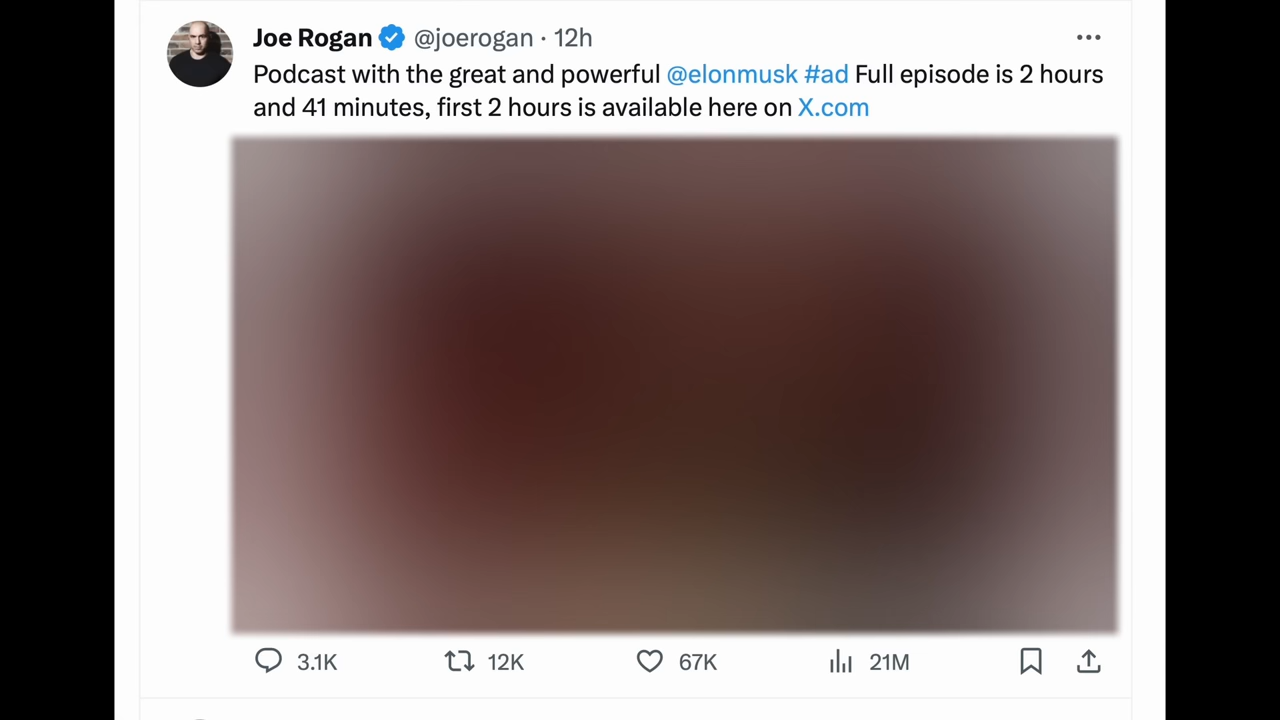 Joe Rogan @joerogan · 12h
Podcast with the great and powerful @elonmusk #ad Full episode is 2 hours
and 41 minutes, first 2 hours is available here on X.com
3.1K 12K 67K 21M